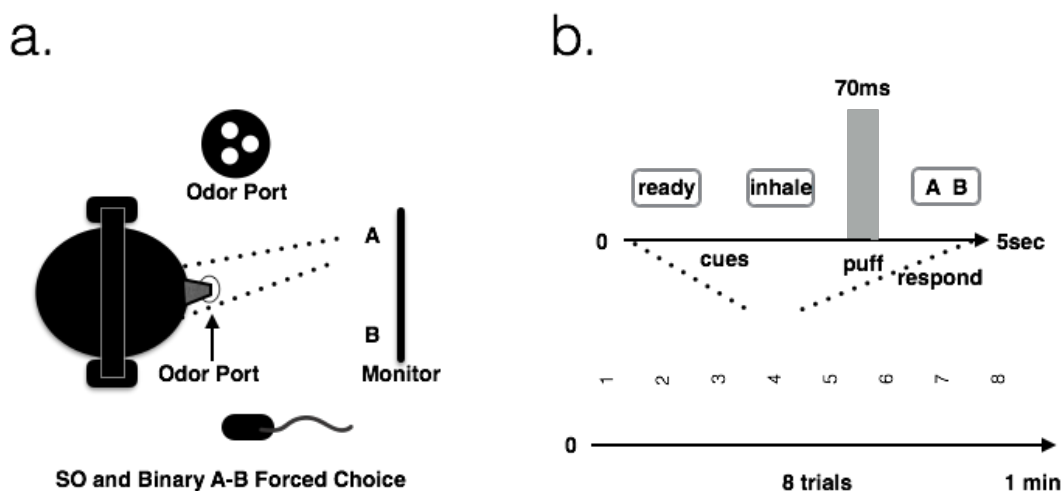 a.
Odor Port
A
B
Odor Port
Monitor
SO and Binary A-B Forced Choice
b.
70ms
ready
inhale
A B
0
5sec
cues
puff
respond
1 2 3 4 5 6 7 8
0
8 trials
1 min